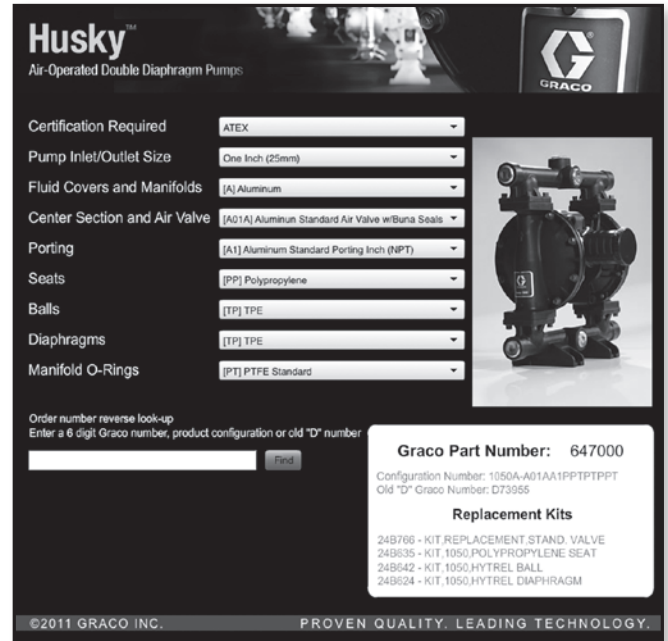 Husky™
Air-Operated Double Diaphragm Pumps
GRACO
Certification Required ATEX
Pump Inlet/Outlet Size One Inch (25mm)
Fluid Covers and Manifolds [A] Aluminum
Center Section and Air Valve [A01A] Aluminun Standard Air Valve w/Buna Seals
Porting [A1] Aluminum Standard Porting Inch (NPT)
Seats [PP] Polypropylene
Balls [TP] TPE
Diaphragms [TP] TPE
Manifold O-Rings [PT] PTFE Standard
Order number reverse look-up
Enter a 6 digit Graco number, product configuration or old "D" number
Find
Graco Part Number: 647000
Configuration Number: 1050A-A01AA1PPTPTPPT
Old "D" Graco Number: D73955
Replacement Kits
24B766 - KIT,REPLACEMENT,STAND. VALVE
24B635 - KIT,1050,POLYPROPYLENE SEAT
24B642 - KIT,1050,HYTREL BALL
24B624 - KIT,1050,HYTREL DIAPHRAGM
©2011 GRACO INC. PROVEN QUALITY. LEADING TECHNOLOGY.